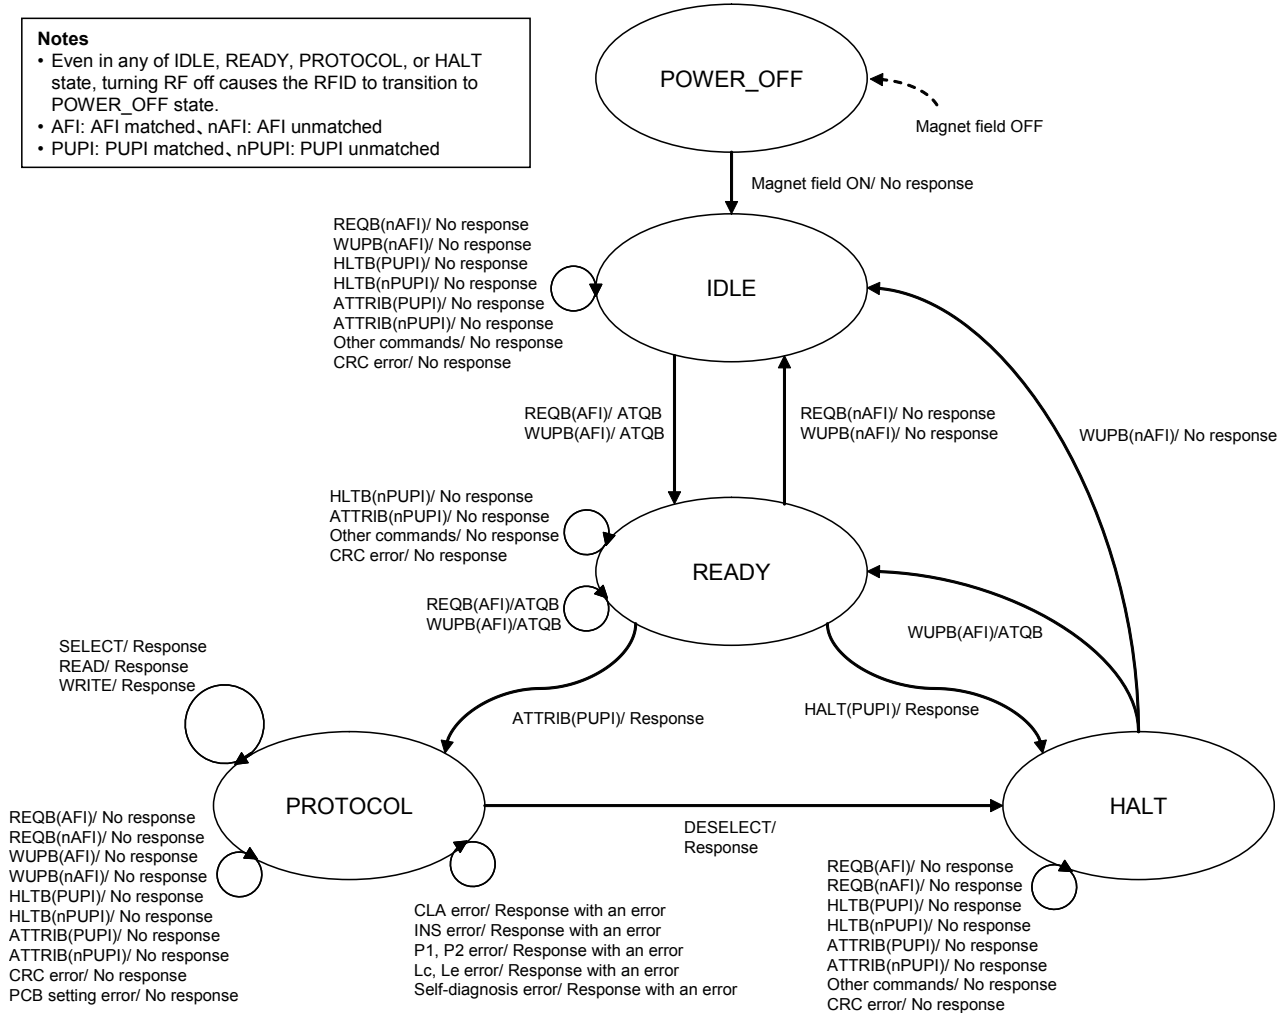 Notes
• Even in any of IDLE, READY, PROTOCOL, or HALT
state, turning RF off causes the RFID to transition to
POWER_OFF state.
• AFI: AFI matched、nAFI: AFI unmatched
• PUPI: PUPI matched、nPUPI: PUPI unmatched
POWER_OFF
Magnet field OFF
Magnet field ON/ No response
REQB(nAFI)/ No response
WUPB(nAFI)/ No response
HLTB(PUPI)/ No response
HLTB(nPUPI)/ No response
ATTRIB(PUPI)/ No response
ATTRIB(nPUPI)/ No response
Other commands/ No response
CRC error/ No response
IDLE
REQB(AFI)/ ATQB
WUPB(AFI)/ ATQB
REQB(nAFI)/ No response
WUPB(nAFI)/ No response
WUPB(nAFI)/ No response
HLTB(nPUPI)/ No response
ATTRIB(nPUPI)/ No response
Other commands/ No response
CRC error/ No response
READY
REQB(AFI)/ATQB
WUPB(AFI)/ATQB
WUPB(AFI)/ATQB
SELECT/ Response
READ/ Response
WRITE/ Response
ATTRIB(PUPI)/ Response
HALT(PUPI)/ Response
PROTOCOL
HALT
DESELECT/
Response
REQB(AFI)/ No response
REQB(nAFI)/ No response
WUPB(AFI)/ No response
WUPB(nAFI)/ No response
HLTB(PUPI)/ No response
HLTB(nPUPI)/ No response
ATTRIB(PUPI)/ No response
ATTRIB(nPUPI)/ No response
CRC error/ No response
PCB setting error/ No response
CLA error/ Response with an error
INS error/ Response with an error
P1, P2 error/ Response with an error
Lc, Le error/ Response with an error
Self-diagnosis error/ Response with an error
REQB(AFI)/ No response
REQB(nAFI)/ No response
HLTB(PUPI)/ No response
HLTB(nPUPI)/ No response
ATTRIB(PUPI)/ No response
ATTRIB(nPUPI)/ No response
Other commands/ No response
CRC error/ No response